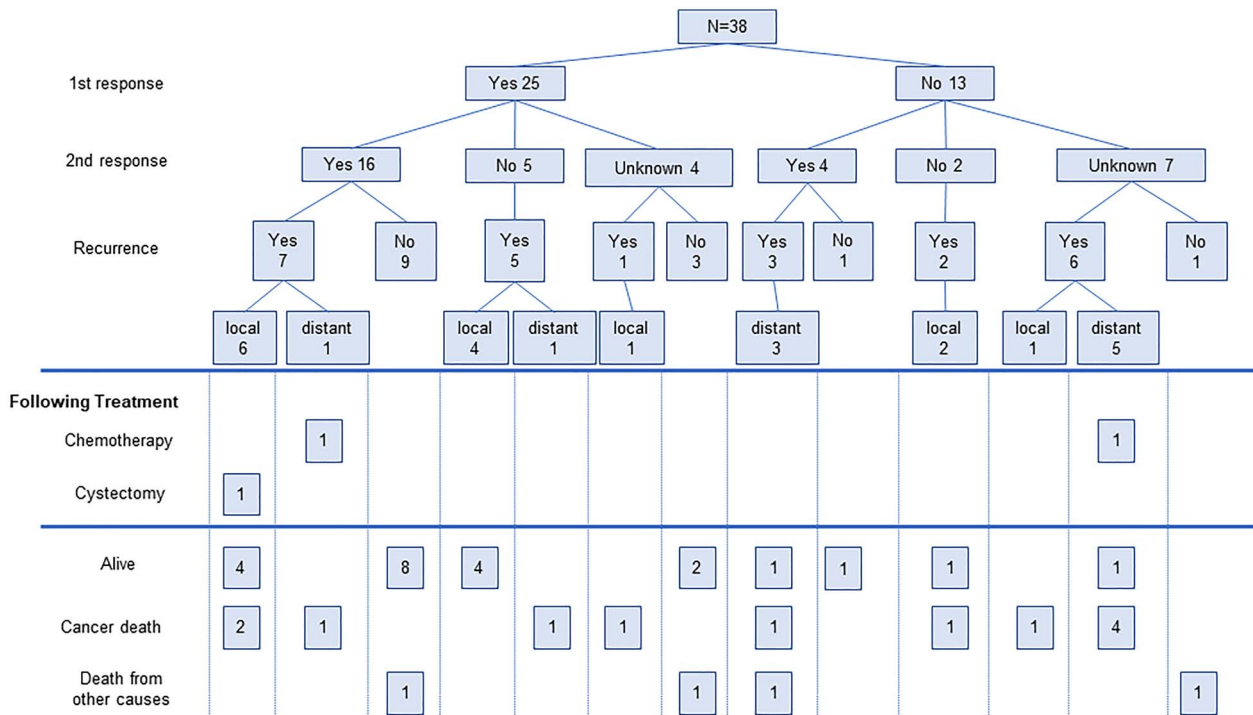 N=38
1st response
Yes 25
No 13
2nd response
Yes 16
No 5
Unknown 4
Yes 4
No 2
Unknown 7
Recurrence
Yes
7
No
9
Yes
5
Yes
1
No
3
Yes
3
No
1
Yes
2
Yes
6
No
1
local
6
distant
1
local
4
distant
1
local
1
distant
3
local
2
local
1
distant
5
Following Treatment
Chemotherapy
1
1
Cystectomy
1
Alive
4
8
4
2
1
1
1
1
Cancer death
2
1
1
1
1
1
1
4
Death from
other causes
1
1
1
1